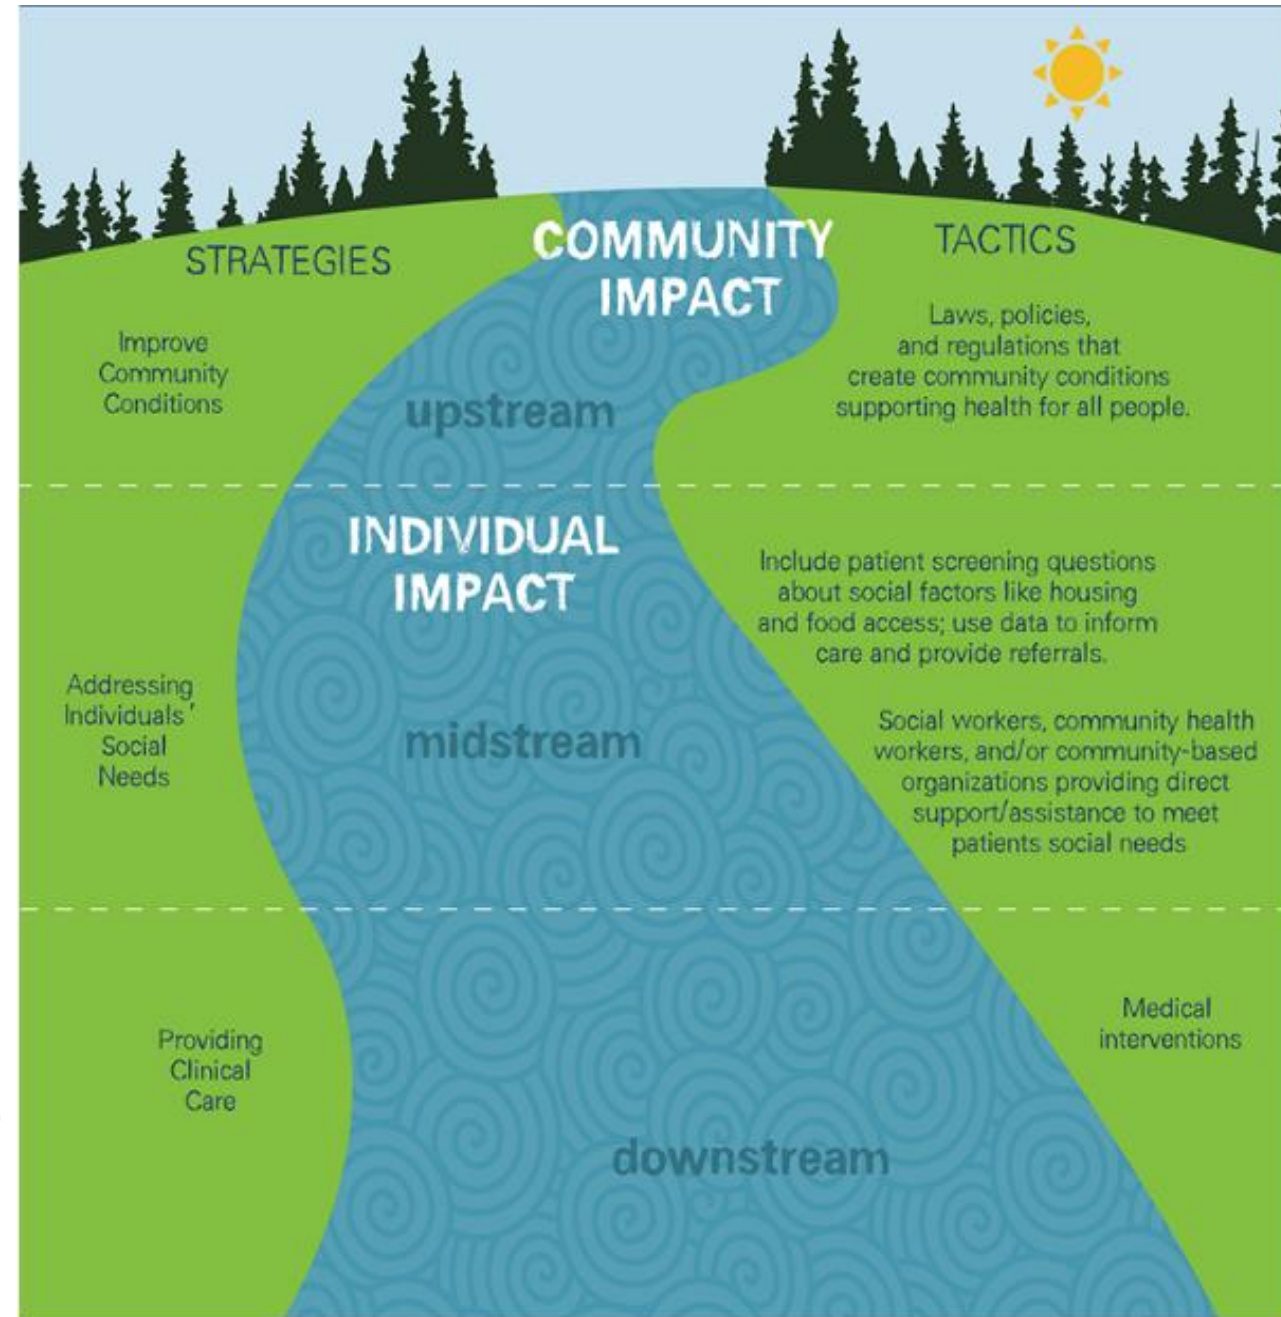 STRATEGIES
COMMUNITY
IMPACT
TACTICS
Improve
Community
Conditions
upstream
Laws, policies,
and regulations that
create community conditions
supporting health for all people.
INDIVIDUAL
IMPACT
Addressing
Individuals'
Social
Needs
midstream
Include patient screening questions
about social factors like housing
and food access; use data to inform
care and provide referrals.
Social workers, community health
workers, and/or community-based
organizations providing direct
support/assistance to meet
patients social needs
Providing
Clinical
Care
downstream
Medical
interventions